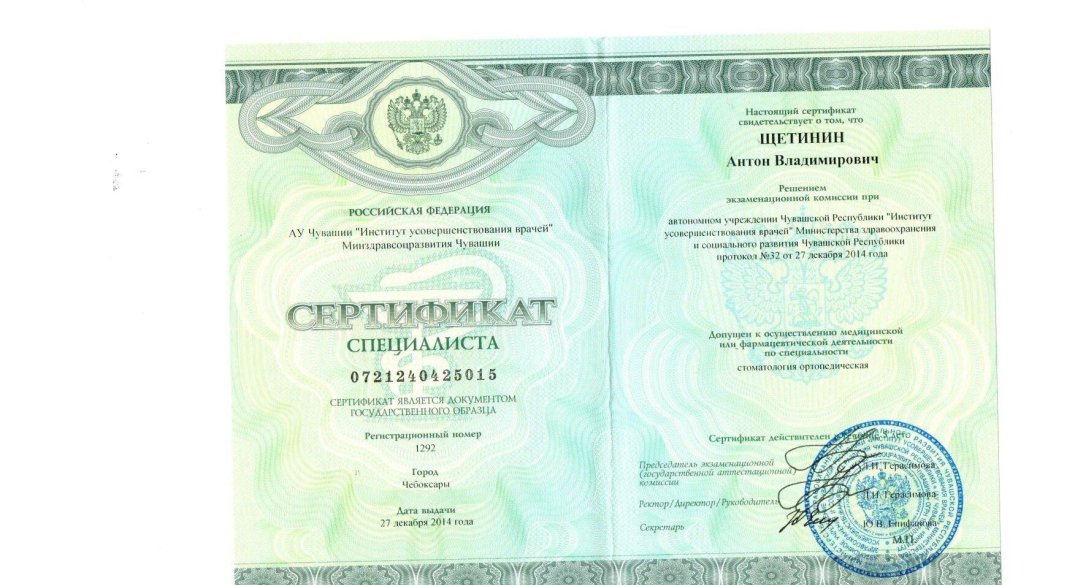 РОССИЙСКАЯ ФЕДЕРАЦИЯ
АУ Чувашии "Институт усовершенствования врачей"
Минздравсоцразвития Чувашии
СЕРТИФИКАТ
СПЕЦИАЛИСТА
0721240425015
СЕРТИФИКАТ ЯВЛЯЕТСЯ ДОКУМЕНТОМ
ГОСУДАРСТВЕННОГО ОБРАЗЦА
Регистрационный номер
1292
Город
Чебоксары
Дата выдачи
27 декабря 2014 года
Настоящий сертификат
свидетельствует о том, что
ЩЕТИНИН
Антон Владимирович
Решением
экзаменационной комиссии при
автономном учреждении Чувашской Республики "Институт
усовершенствования врачей" Министерства здравоохранения
и социального развития Чувашской Республики
протокол №32 от 27 декабря 2014 года
Допущен к осуществлению медицинской
или фармацевтической деятельности
по специальности
стоматология ортопедическая
Сертификат действителен в течение 5 лет
Председатель экзаменационной
(государственной аттестационной)
комиссии
Л.И. Герасимова
Ректор/Директор/Руководитель
Л.И. Герасимова
Секретарь
Ю.В. Епифанова
М.П.